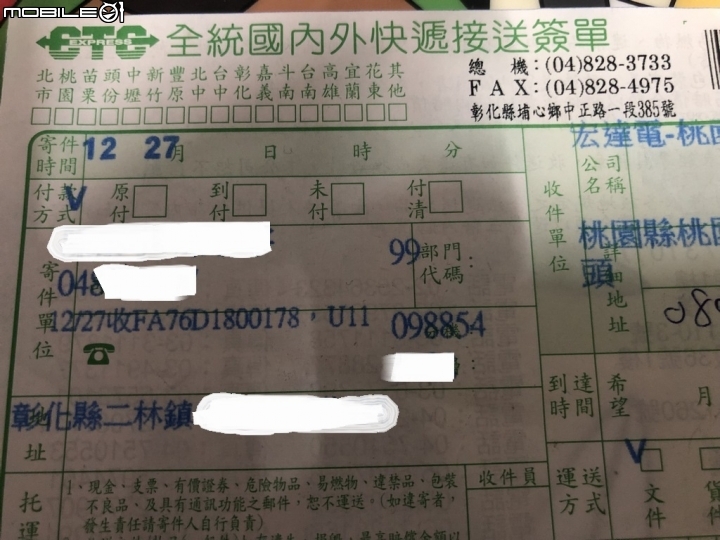 MOBILE01
CTC EXPRESS
全統國內外快遞接送簽單
總機:(04)828-3733
FAX:(04)828-4975
彰化縣埔心鄉中正路一段385號
北桃苗頭中新豐北台彰嘉斗台高宜花其
市園栗份壢竹原中中化義南南雄蘭東他
寄件時間 12 27 月 日 時 分
付款方式 V 原付 到付 未付 付清
收件單位
公司名稱 宏達電-桃
詳細地址 桃園縣桃
頭
寄件單位
99 部門代碼:
048
12/27收FA76D1800178，U11 098854
☎
地址 彰化縣二林鎮
到達時間 希望 月
運送方式 V 文件
託運
1、現金、支票、有價證券、危險物品、易燃物、違禁品、包裝
不良品、及具有通訊功能之郵件，恕不運送。(如違寄者，
發生責任請寄件人自行負責)
收件員